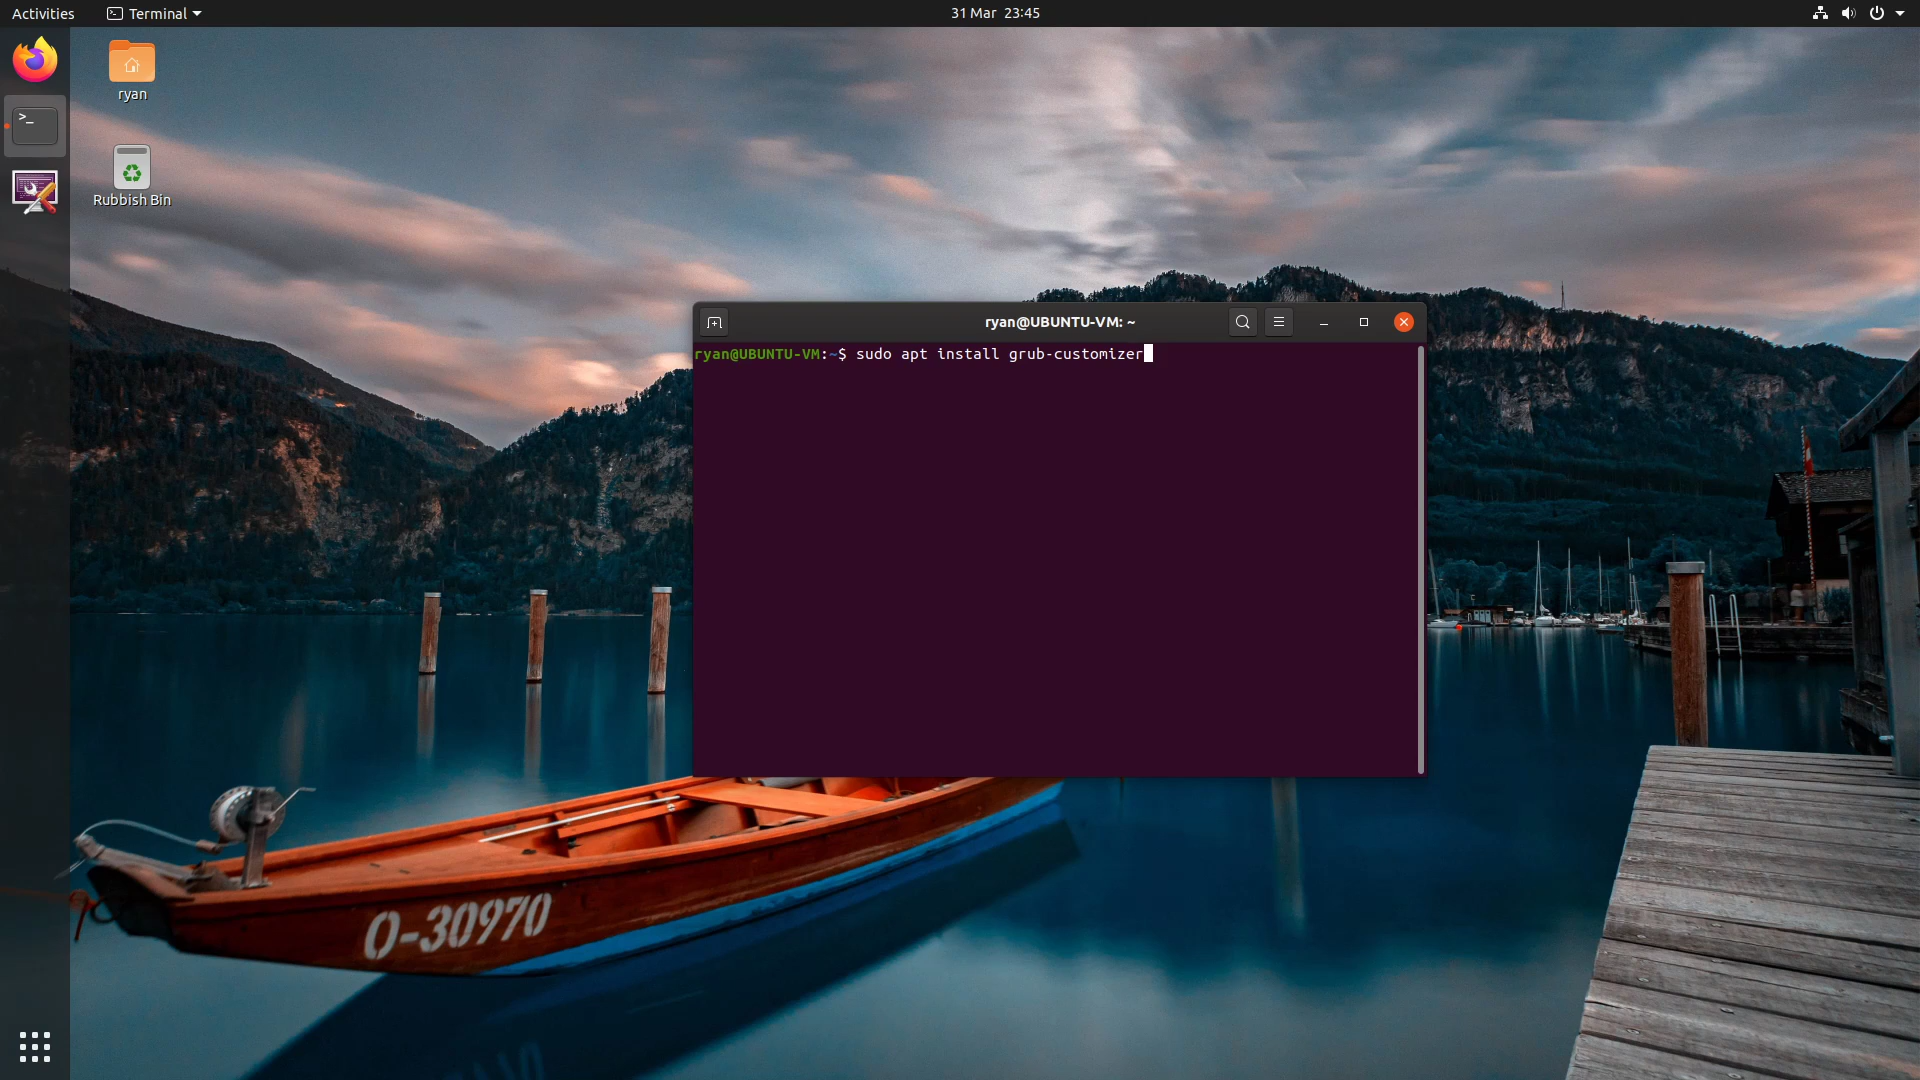 Activities
Terminal
31 Mar 23:45
ryan
Rubbish Bin
>_
ryan@UBUNTU-VM: ~
ryan@UBUNTU-VM:~$ sudo apt install grub-customizer
O-30970